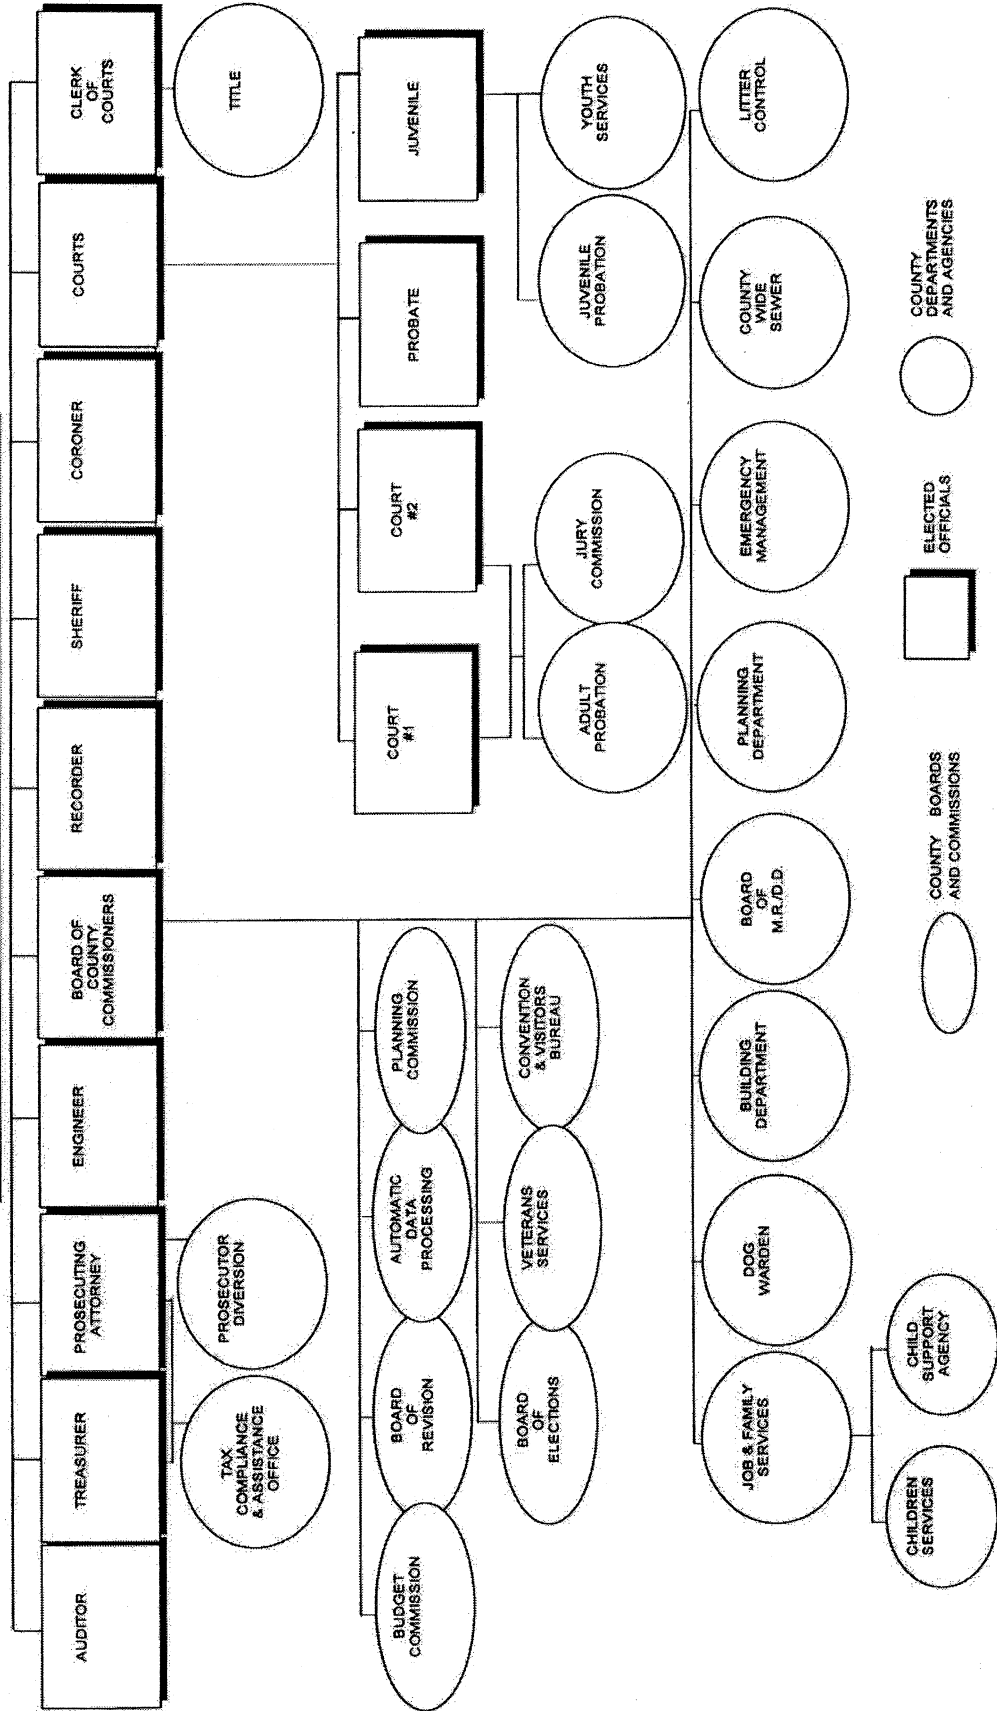 AUDITOR
TREASURER
PROSECUTING
ATTORNEY
ENGINEER
BOARD OF
COUNTY
COMMISSIONERS
RECORDER
SHERIFF
CORONER
COURTS
CLERK
OF
COURTS
TAX
COMPLIANCE
& ASSISTANCE
OFFICE
PROSECUTOR
DIVERSION
TITLE
BUDGET
COMMISSION
BOARD
OF
REVISION
AUTOMATIC
DATA
PROCESSING
PLANNING
COMMISSION
COURT
#1
COURT
#2
PROBATE
JUVENILE
BOARD
OF
ELECTIONS
VETERANS
SERVICES
CONVENTION
& VISITORS
BUREAU
ADULT
PROBATION
JURY
COMMISSION
JUVENILE
PROBATION
YOUTH
SERVICES
JOB & FAMILY
SERVICES
DOG
WARDEN
BUILDING
DEPARTMENT
BOARD
OF
M.R./D.D.
PLANNING
DEPARTMENT
EMERGENCY
MANAGEMENT
COUNTY
WIDE
SEWER
LITTER
CONTROL
CHILDREN
SERVICES
CHILD
SUPPORT
AGENCY
COUNTY BOARDS
AND COMMISSIONS
ELECTED
OFFICIALS
COUNTY
DEPARTMENTS
AND AGENCIES